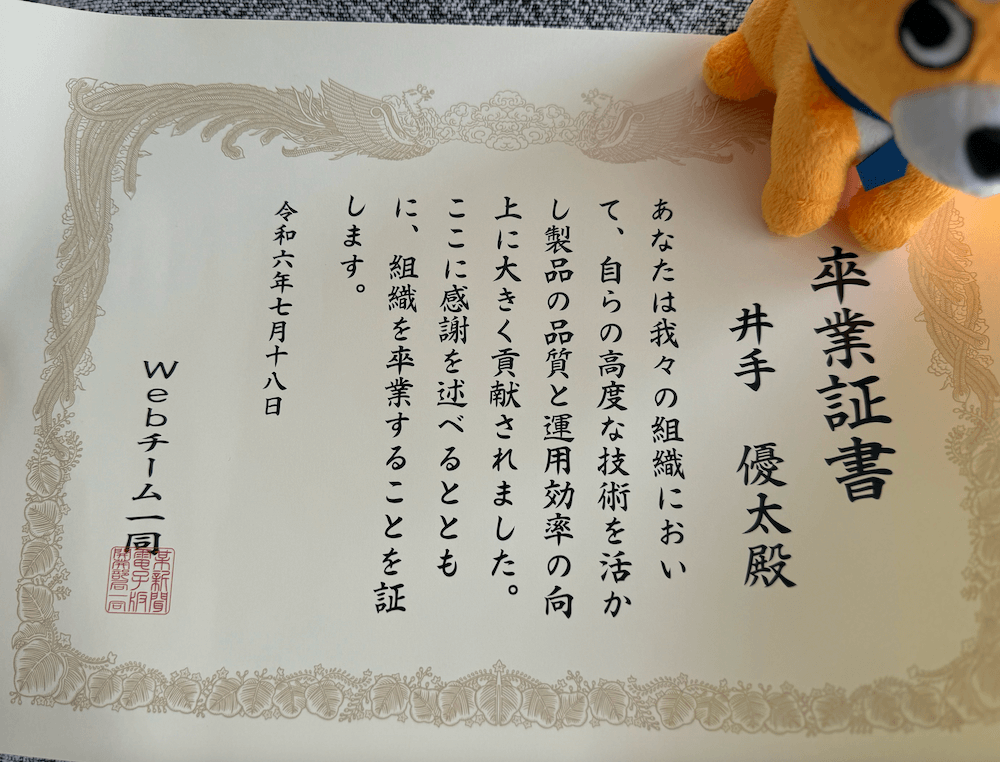 卒業証書
井手 優太殿
あなたは我々の組織におい
て、自らの高度な技術を活か
し製品の品質と運用効率の向
上に大きく貢献されました。
ここに感謝を述べるととも
に、組織を卒業することを証
します。
令和六年七月十八日
Webチーム一同
某新聞
電子版
開発一同